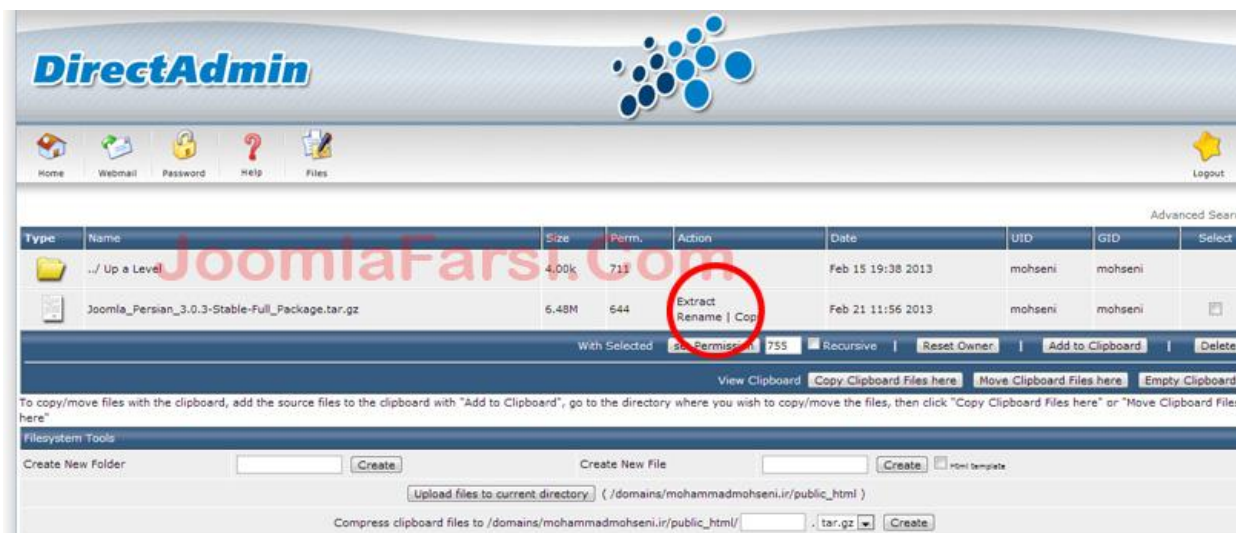 DirectAdmin
Home Webmail Password Help Files Logout
Advanced Sear
Type Name Size Perm. Action Date UID GID Select
../ Up a Level 4.00k 711 Feb 15 19:38 2013 mohseni mohseni
JoomlaFarsi.Com
Joomla_Persian_3.0.3-Stable-Full_Package.tar.gz 6.48M 644 Extract Feb 21 11:56 2013 mohseni mohseni
Rename | Copy
With Selected set Permission 755 Recursive | Reset Owner | Add to Clipboard | Delete
View Clipboard Copy Clipboard Files here Move Clipboard Files here Empty Clipboard
To copy/move files with the clipboard, add the source files to the clipboard with "Add to Clipboard", go to the directory where you wish to copy/move the files, then click "Copy Clipboard Files here" or "Move Clipboard Files
here"
Filesystem Tools
Create New Folder Create Create New File Create Html template
Upload files to current directory ( /domains/mohammadmohseni.ir/public_html )
Compress clipboard files to /domains/mohammadmohseni.ir/public_html/ . tar.gz Create